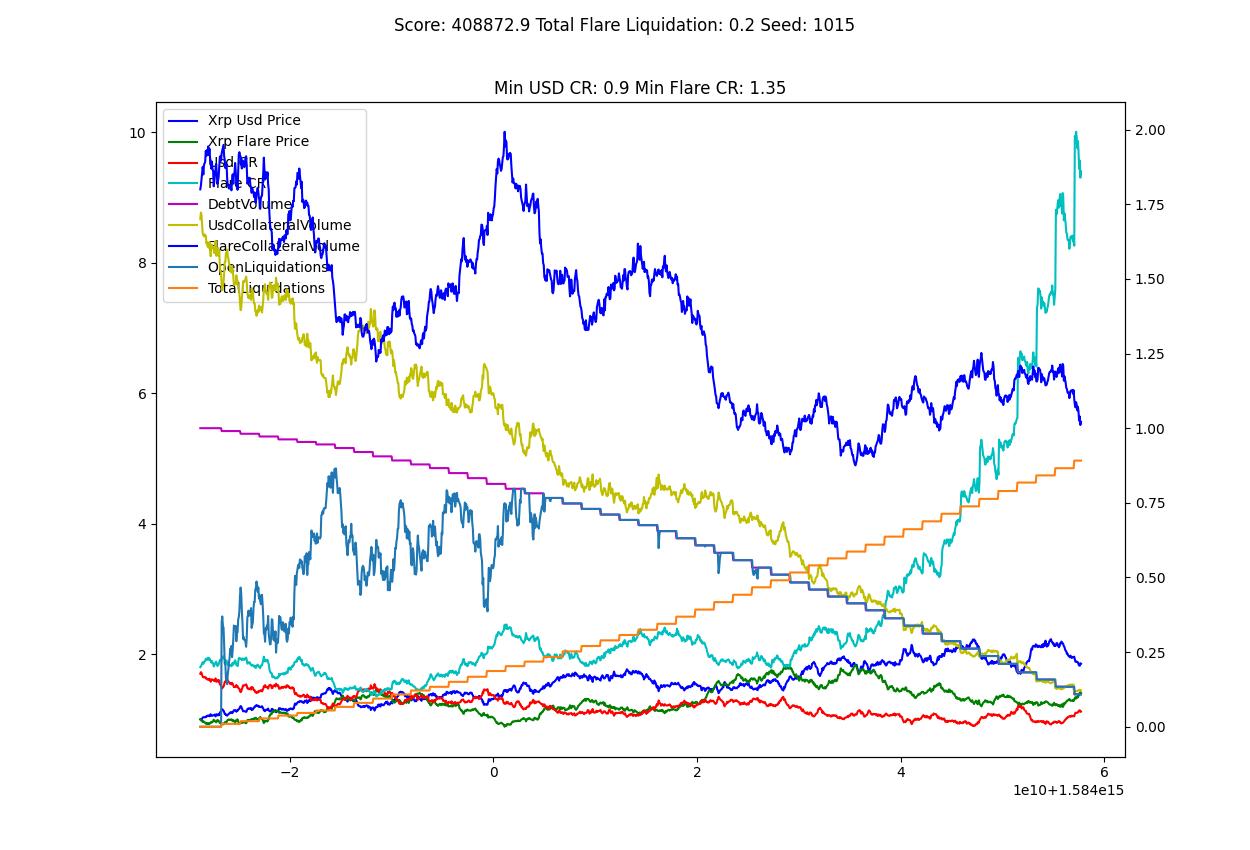 Score: 408872.9 Total Flare Liquidation: 0.2 Seed: 1015
Min USD CR: 0.9 Min Flare CR: 1.35
Xrp Usd Price
Xrp Flare Price
Usd CR
Flare CR
DebtVolume
UsdCollateralVolume
FlareCollateralVolume
OpenLiquidations
TotalLiquidations
10
8
6
4
2
2.00
1.75
1.50
1.25
1.00
0.75
0.50
0.25
0.00
−2
0
2
4
6
1e10+1.584e15